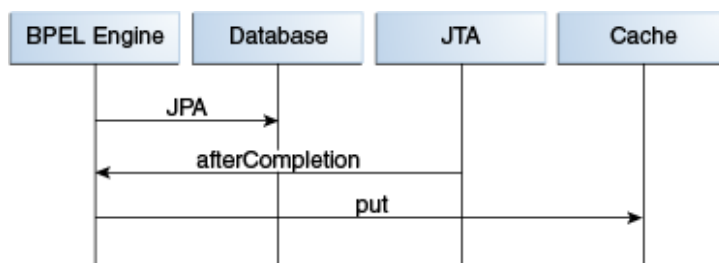 BPEL Engine
Database
JTA
Cache
JPA
afterCompletion
put